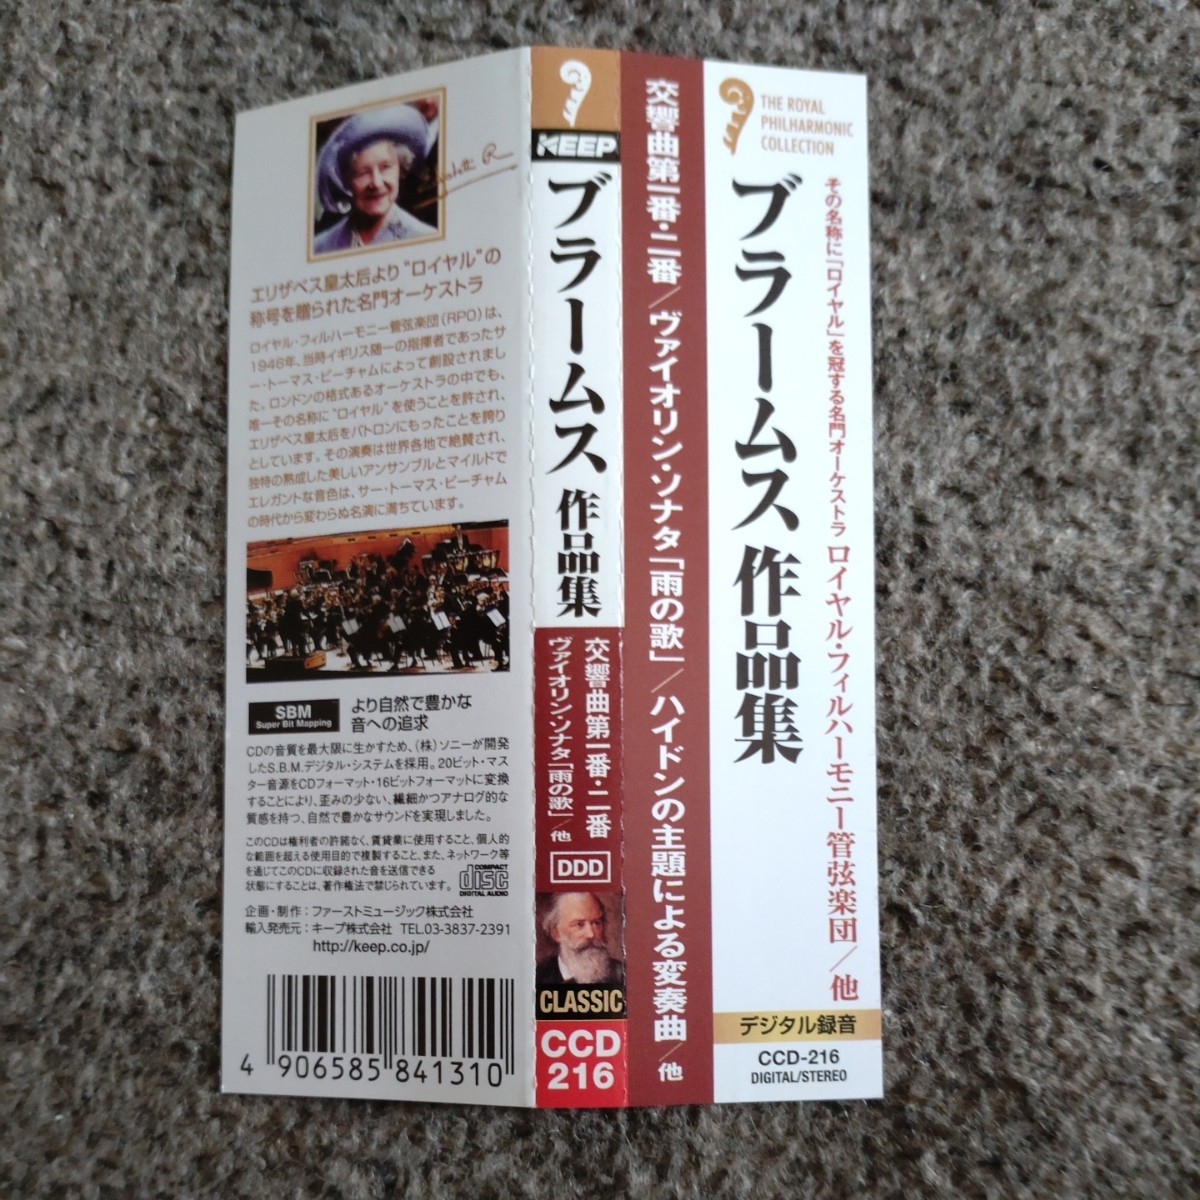 エリザベス皇太后より“ロイヤル”の
称号を贈られた名門オーケストラ
ロイヤル・フィルハーモニー管弦楽団(RPO)は、
1946年、当時イギリス随一の指揮者であったサ
ー・トーマス・ビーチャムによって創設されまし
た。ロンドンの格式あるオーケストラの中でも、
唯一その名称に“ロイヤル”を使うことを許され、
エリザベス皇太后をパトロンにもったことを誇り
としています。その演奏は世界各地で絶賛され、
独特の熟成した美しいアンサンブルとマイルドで
エレガントな音色は、サー・トーマス・ビーチャム
の時代から変わらぬ名演に満ちています。
SBM
Super Bit Mapping
より自然で豊かな
音への追求
CDの音質を最大限に生かすため、(株)ソニーが開発
したS.B.M.デジタル・システムを採用。20ビット・マス
ター音源をCDフォーマット・16ビットフォーマットに変換
することにより、歪みの少ない、繊細かつアナログ的な
質感を持つ、自然で豊かなサウンドを実現しました。
このCDは権利者の許諾なく、賃貸業に使用すること、個人的
な範囲を超える使用目的で複製すること、また、ネットワーク等
を通じてこのCDに収録された音を送信できる
状態にすることは、著作権法で禁じられています。
COMPACT
disc
DIGITAL AUDIO
企画・制作:ファーストミュージック株式会社
輸入発売元:キープ株式会社 TEL.03-3837-2391
http://keep.co.jp/
4 906585 841310
KEEP
ブラームス 作品集
交響曲第一番・二番
ヴァイオリン・ソナタ「雨の歌」/他
DDD
CLASSIC
CCD
216
交響曲第一番・二番/ヴァイオリン・ソナタ「雨の歌」/ハイドンの主題による変奏曲/他
THE ROYAL
PHILHARMONIC
COLLECTION
その名称に「ロイヤル」を冠する名門オーケストラ ロイヤル・フィルハーモニー管弦楽団/他
ブラームス 作品集
デジタル録音
CCD-216
DIGITAL/STEREO